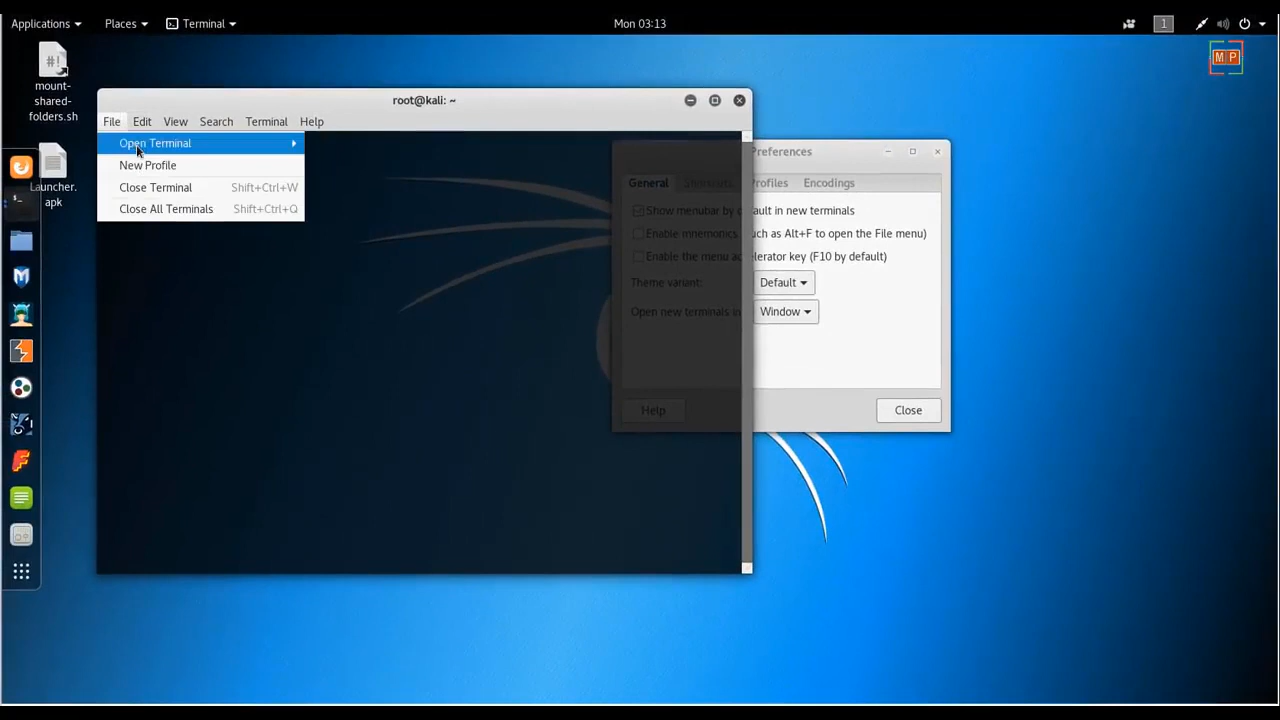 Applications
Places
Terminal
Mon 03:13
1
#!
mount-
shared-
folders.sh
Launcher.
apk
M P
root@kali: ~
File Edit View Search Terminal Help
Open Terminal
New Profile
Close Terminal Shift+Ctrl+W
Close All Terminals Shift+Ctrl+Q
Preferences
General Shortcuts Profiles Encodings
Show menubar by default in new terminals
Enable mnemonics (such as Alt+F to open the File menu)
Enable the menu accelerator key (F10 by default)
Theme variant: Default
Open new terminals in: Window
Help Close